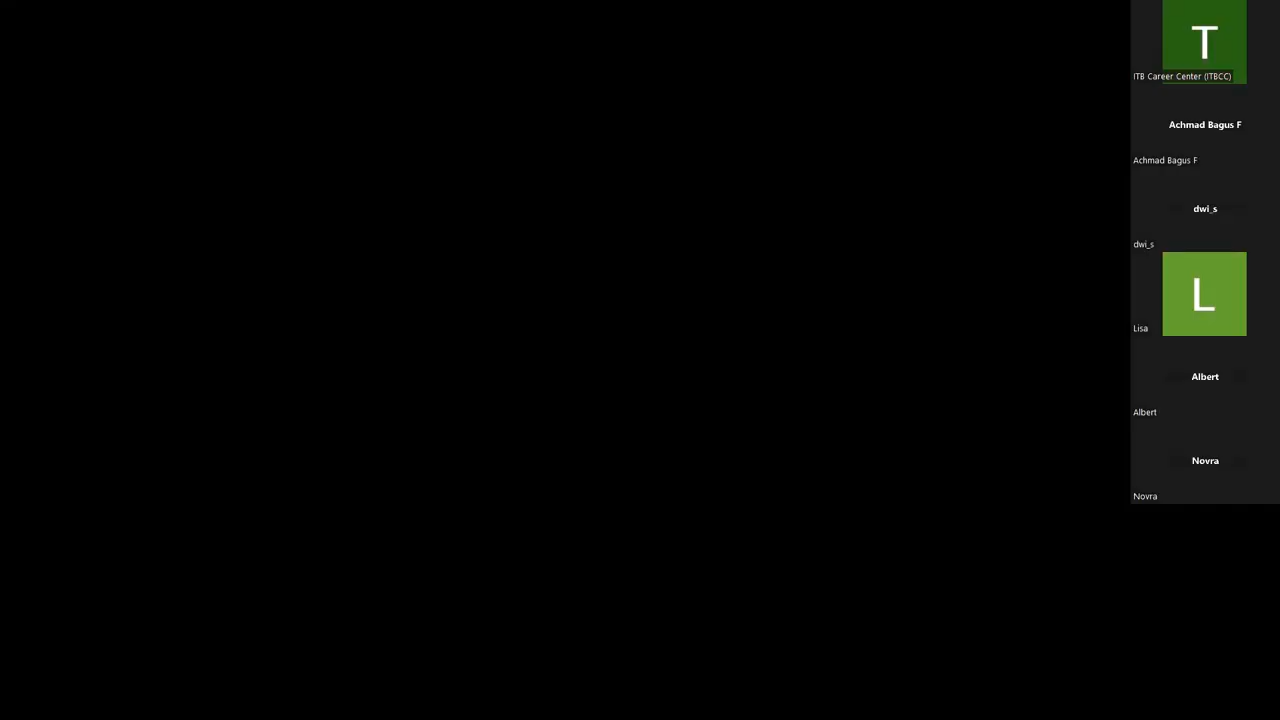 T
ITB Career Center (ITBCC)
Achmad Bagus F
Achmad Bagus F
dwi_s
dwi_s
L
Lisa
Albert
Albert
Novra
Novra